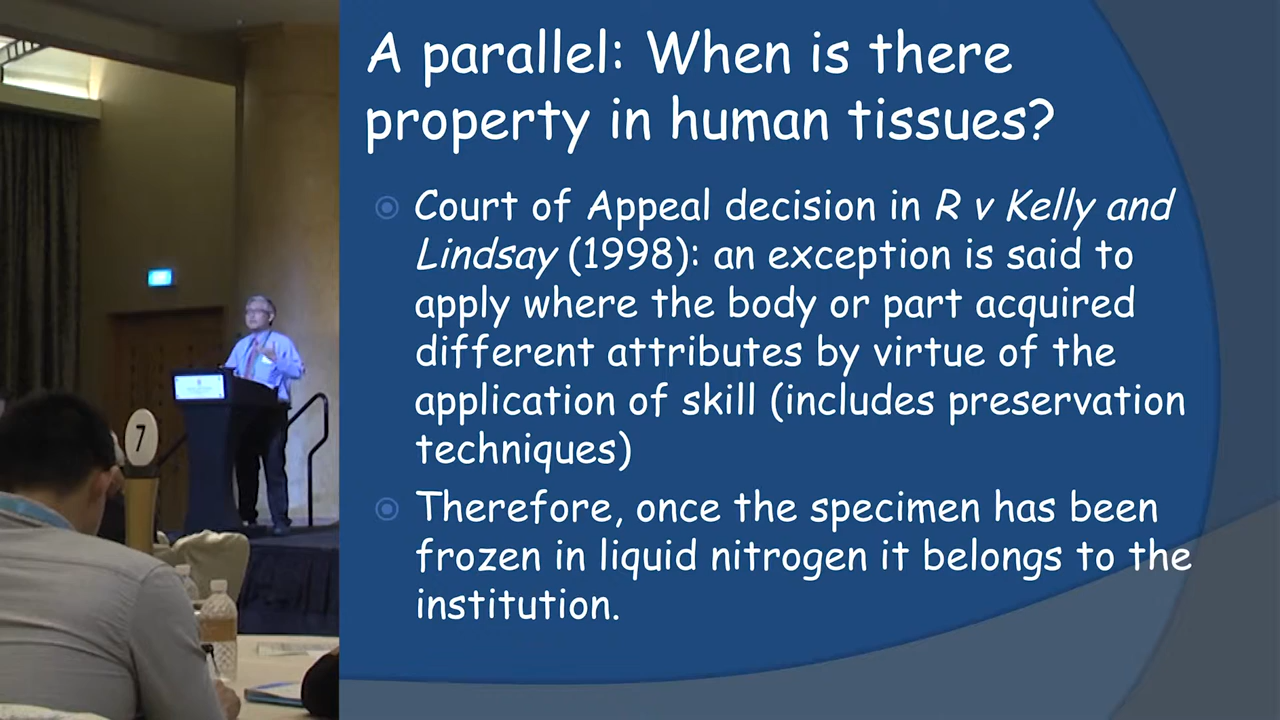 A parallel: When is there
property in human tissues?
Court of Appeal decision in R v Kelly and
Lindsay (1998): an exception is said to
apply where the body or part acquired
different attributes by virtue of the
application of skill (includes preservation
techniques)
Therefore, once the specimen has been
frozen in liquid nitrogen it belongs to the
institution.
7